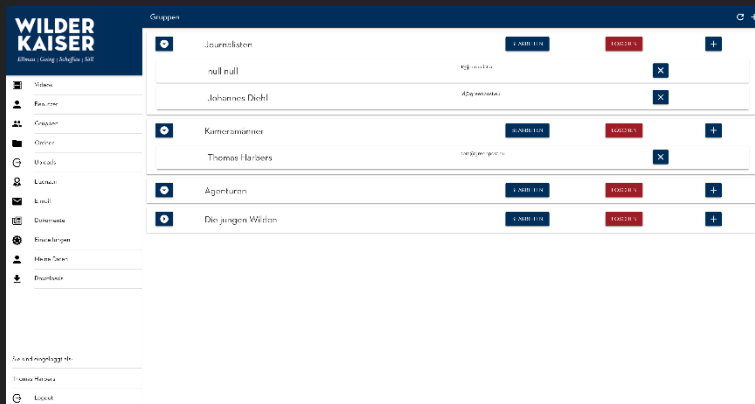 WILDER
KAISER
Ellmau | Going | Scheffau | Söll
Gruppen
Videos
Benutzer
Gruppen
Ordner
Uploads
Lizenzen
E-mail
Dokumente
Einstellungen
Meine Daten
Downloads
Sie sind eingeloggt als:
Thomas Harbers
Logout
Journalisten BEARBEITEN LÖSCHEN +
null null
Johannes Diehl
Kameramänner BEARBEITEN LÖSCHEN +
Thomas Harbers
Agenturen BEARBEITEN LÖSCHEN +
Die jungen Wilden BEARBEITEN LÖSCHEN +